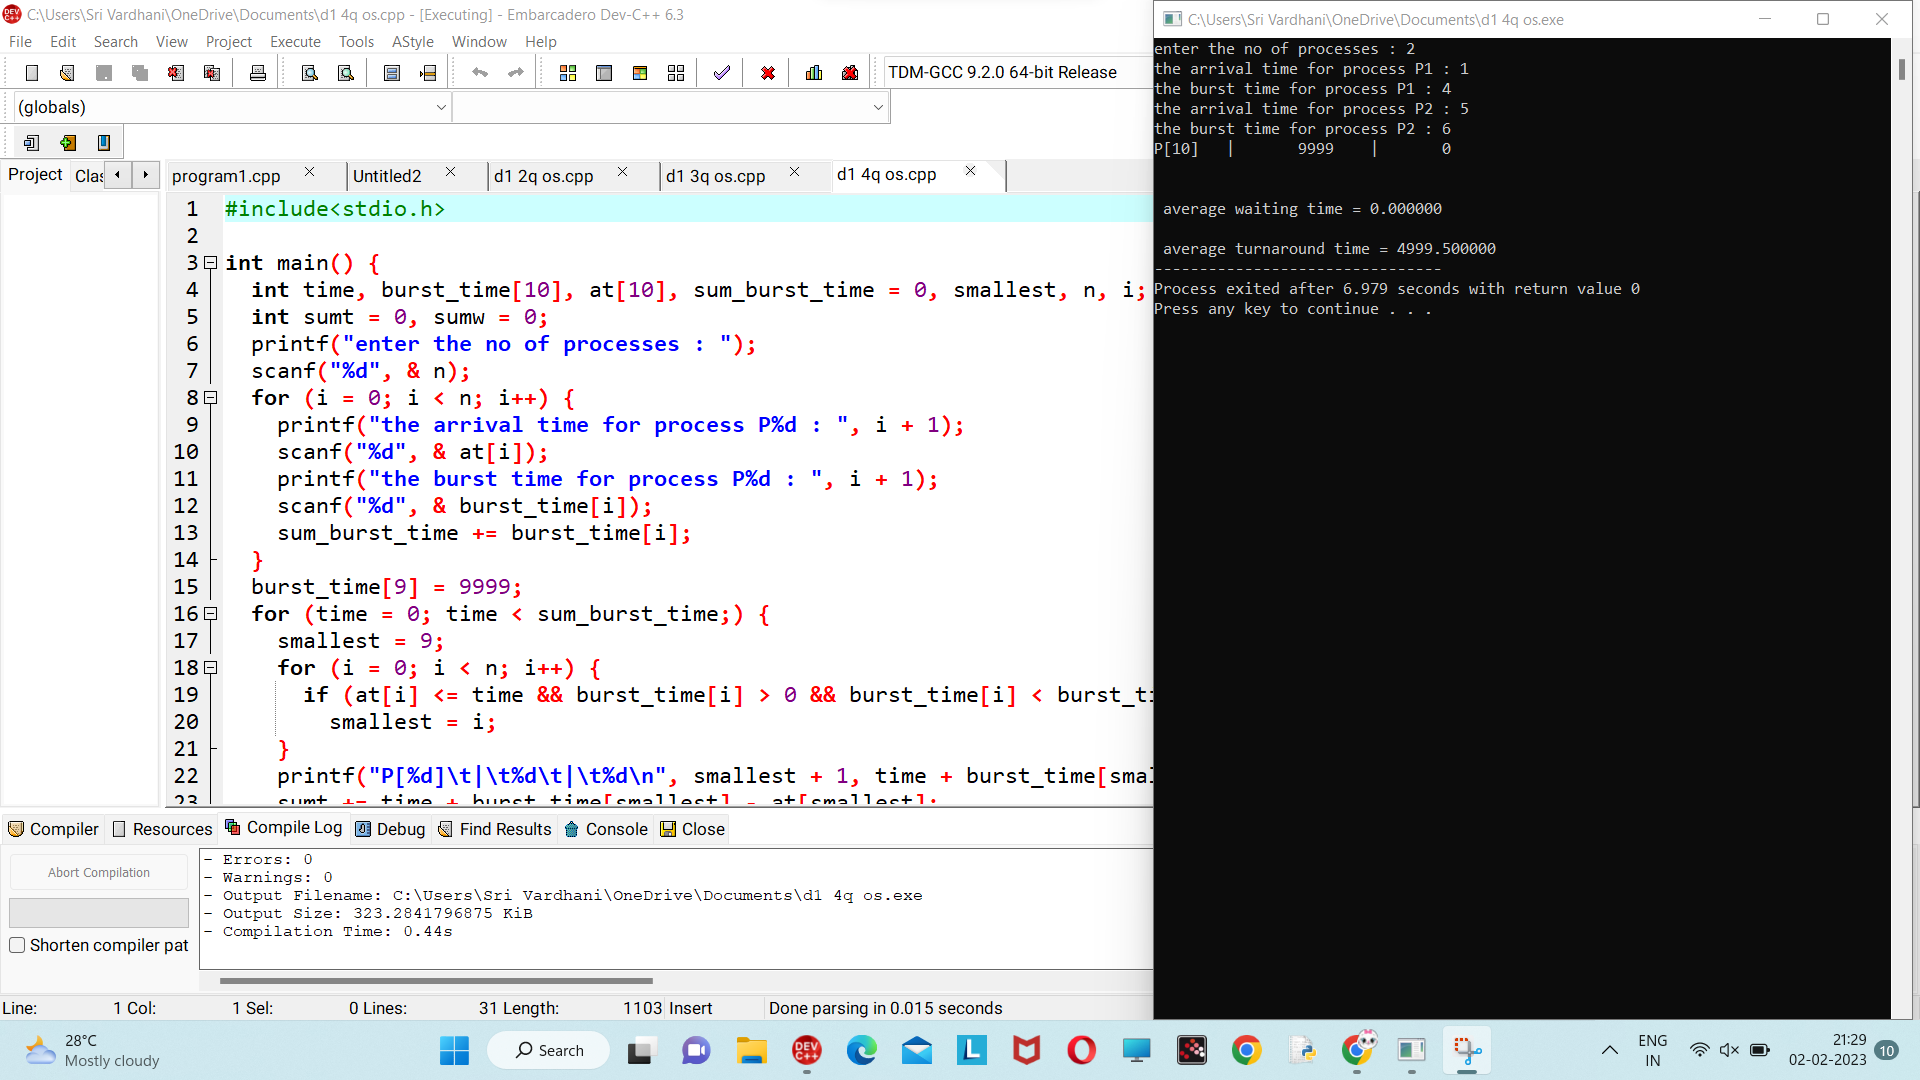 C:\Users\Sri Vardhani\OneDrive\Documents\d1 4q os.cpp - [Executing] - Embarcadero Dev-C++ 6.3
File Edit Search View Project Execute Tools AStyle Window Help
TDM-GCC 9.2.0 64-bit Release
(globals)
Project Clas
program1.cpp Untitled2 d1 2q os.cpp d1 3q os.cpp d1 4q os.cpp
1 #include<stdio.h>
2
3 int main() {
4 int time, burst_time[10], at[10], sum_burst_time = 0, smallest, n, i;
5 int sumt = 0, sumw = 0;
6 printf("enter the no of processes : ");
7 scanf("%d", & n);
8 for (i = 0; i < n; i++) {
9 printf("the arrival time for process P%d : ", i + 1);
10 scanf("%d", & at[i]);
11 printf("the burst time for process P%d : ", i + 1);
12 scanf("%d", & burst_time[i]);
13 sum_burst_time += burst_time[i];
14 }
15 burst_time[9] = 9999;
16 for (time = 0; time < sum_burst_time;) {
17 smallest = 9;
18 for (i = 0; i < n; i++) {
19 if (at[i] <= time && burst_time[i] > 0 && burst_time[i] < burst_ti
20 smallest = i;
21 }
22 printf("P[%d]\t|\t%d\t|\t%d\n", smallest + 1, time + burst_time[smal
23 sumt += time + burst_time[smallest] - at[smallest];
Compiler Resources Compile Log Debug Find Results Console Close
Abort Compilation
Shorten compiler pat
- Errors: 0
- Warnings: 0
- Output Filename: C:\Users\Sri Vardhani\OneDrive\Documents\d1 4q os.exe
- Output Size: 323.2841796875 KiB
- Compilation Time: 0.44s
Line: 1 Col: 1 Sel: 0 Lines: 31 Length: 1103 Insert Done parsing in 0.015 seconds
C:\Users\Sri Vardhani\OneDrive\Documents\d1 4q os.exe
enter the no of processes : 2
the arrival time for process P1 : 1
the burst time for process P1 : 4
the arrival time for process P2 : 5
the burst time for process P2 : 6
P[10] | 9999 | 0
average waiting time = 0.000000
average turnaround time = 4999.500000
--------------------------------
Process exited after 6.979 seconds with return value 0
Press any key to continue . . .
28°C
Mostly cloudy
Search
DEV C++
L
ENG
IN
21:29
02-02-2023
10